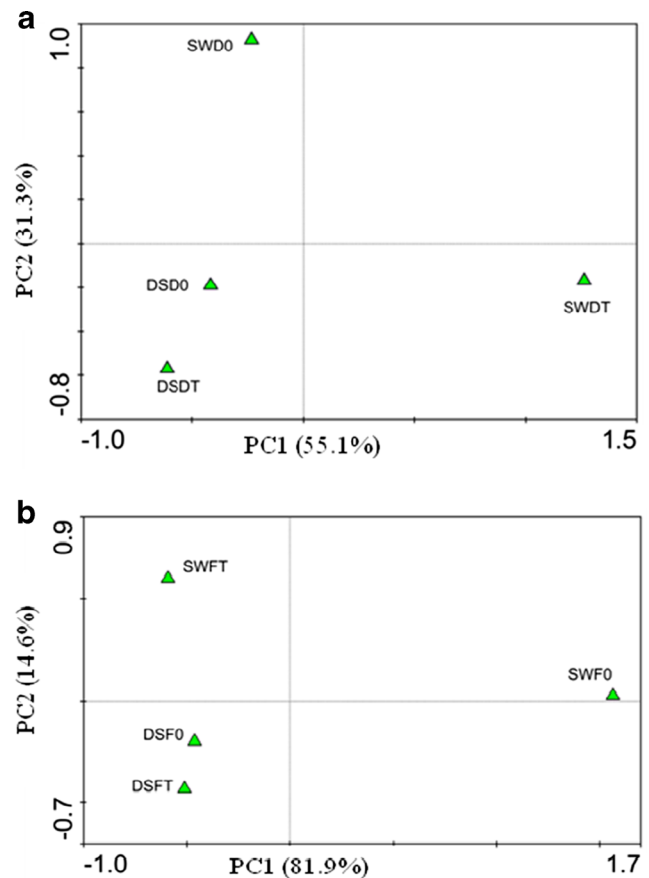 a
1.0
SWD0
PC2 (31.3%)
DSD0
SWDT
DSDT
-0.8
-1.0
PC1 (55.1%)
1.5
b
0.9
SWFT
PC2 (14.6%)
SWF0
DSF0
DSFT
-0.7
-1.0
PC1 (81.9%)
1.7